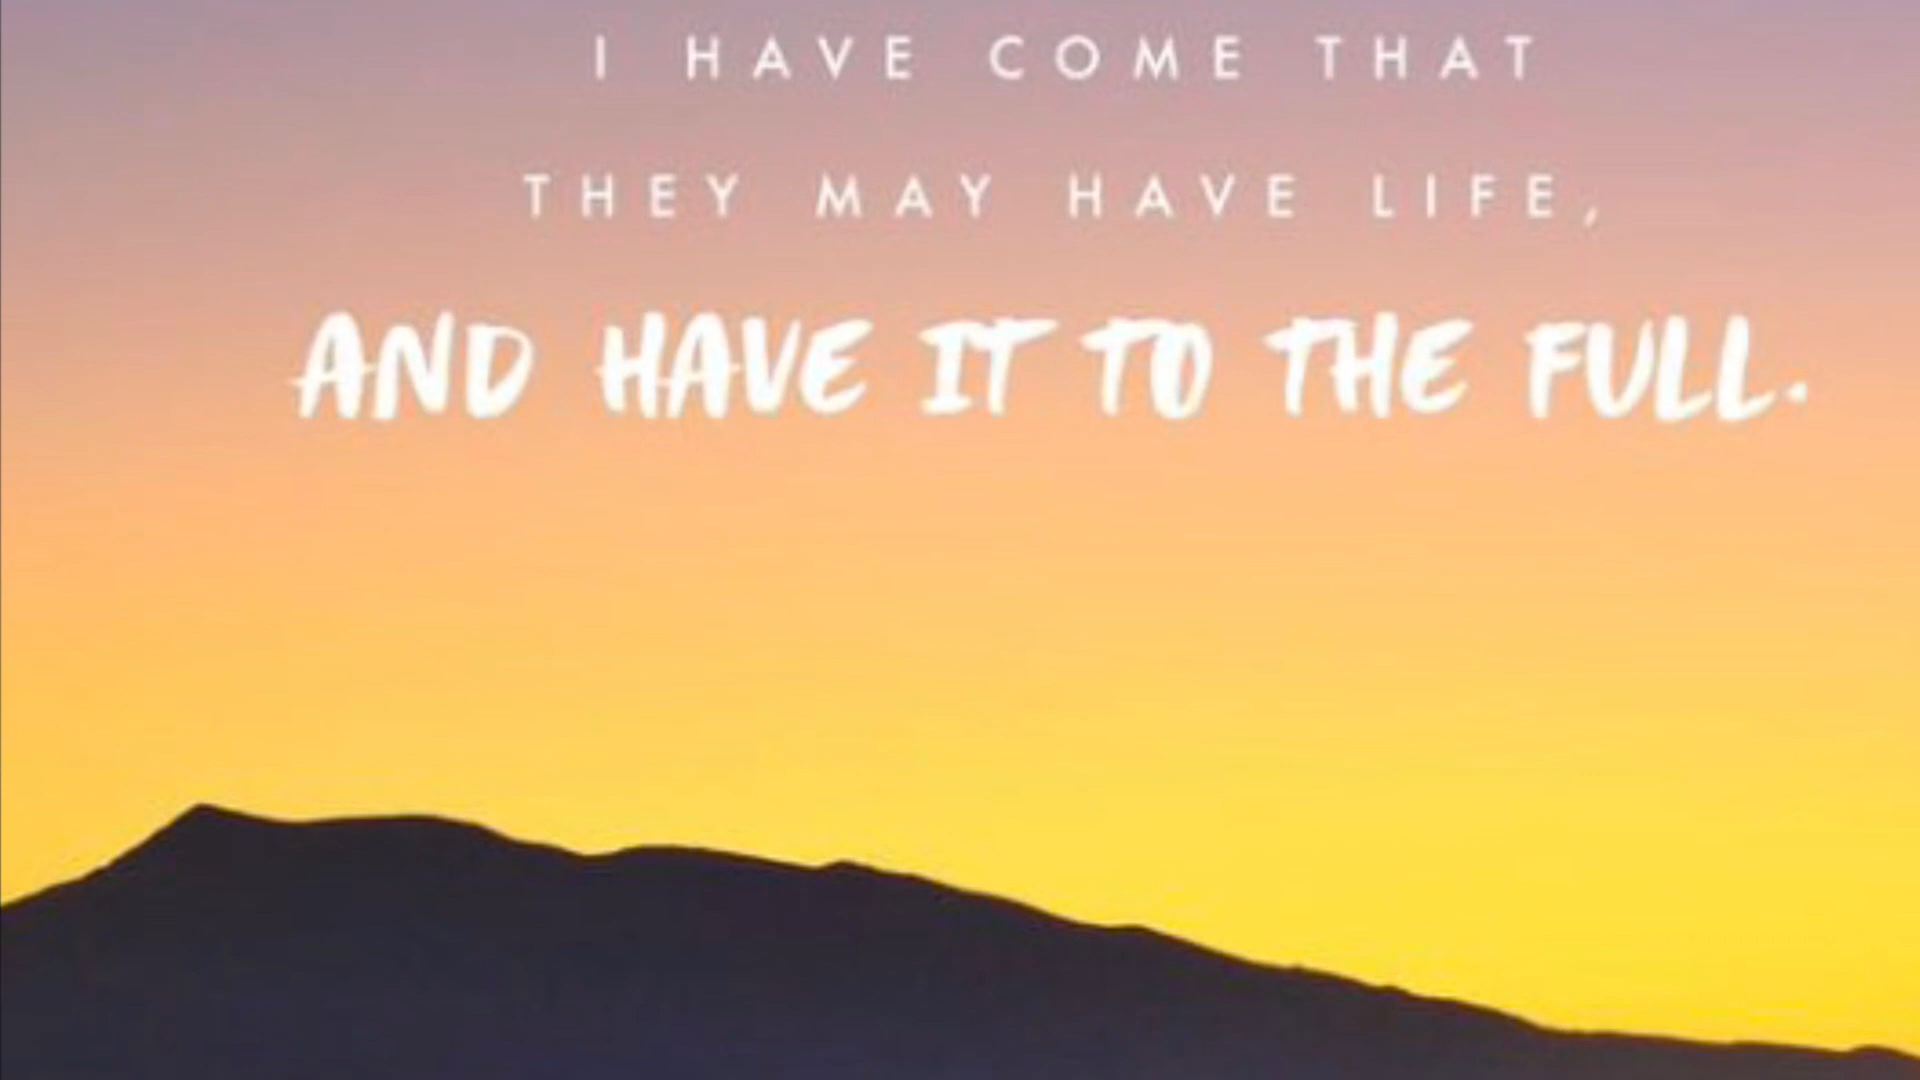 I HAVE COME THAT
THEY MAY HAVE LIFE,
AND HAVE IT TO THE FULL.